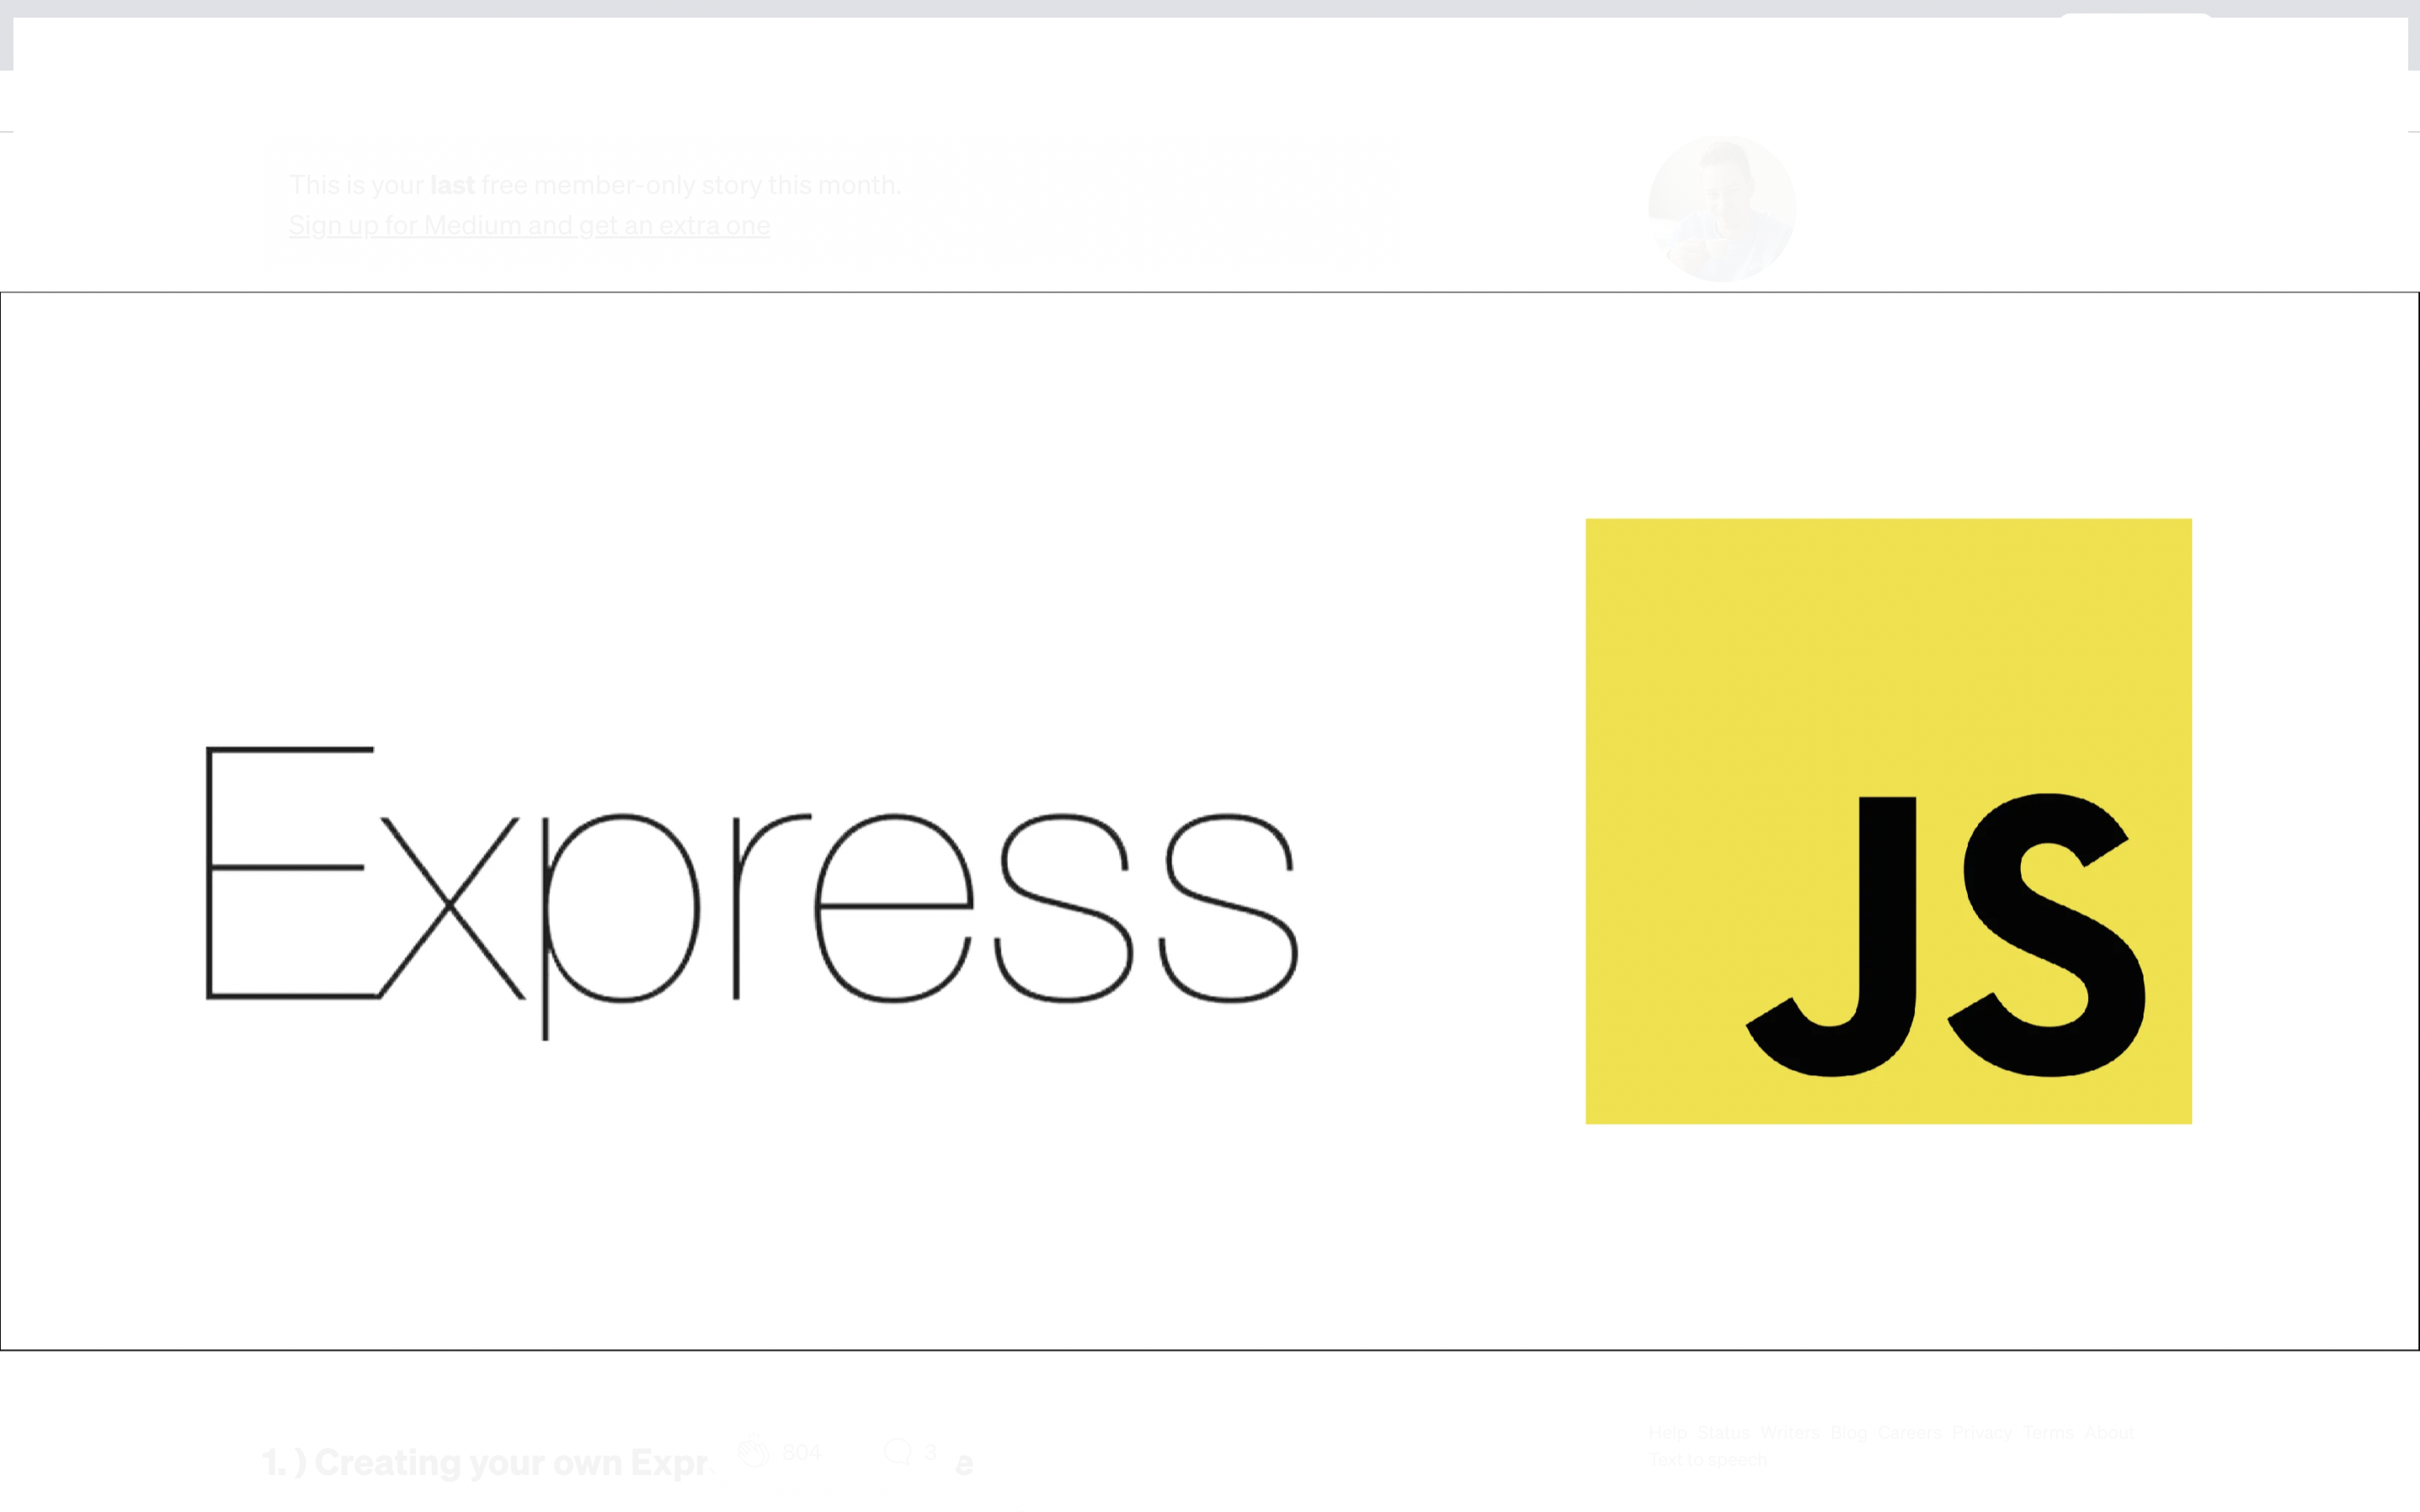 This is your last free member-only story this month.
Sign up for Medium and get an extra one
Express
JS
1. ) Creating your own Expr
804
3
e
Help Status Writers Blog Careers Privacy Terms About
Text to speech